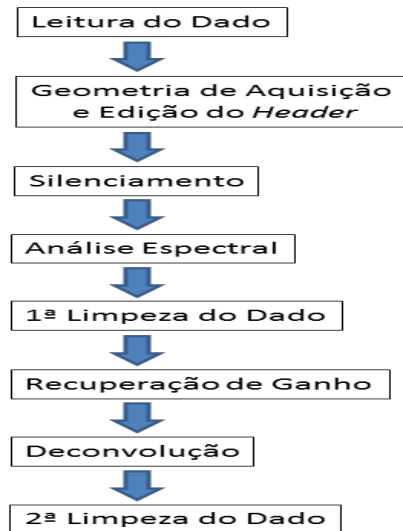 Leitura do Dado
Geometria de Aquisição
e Edição do Header
Silenciamento
Análise Espectral
1ª Limpeza do Dado
Recuperação de Ganho
Deconvolução
2ª Limpeza do Dado